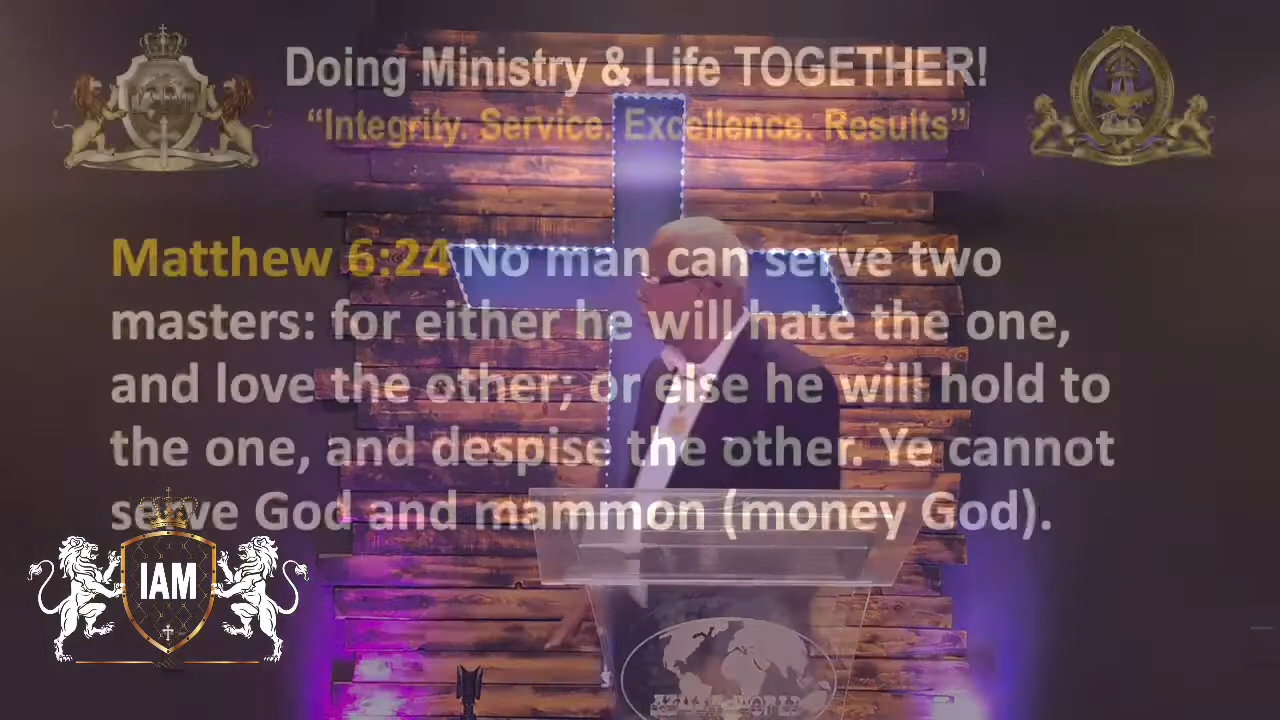 Doing Ministry & Life TOGETHER!
“Integrity. Service. Excellence. Results”
Matthew 6:24 No man can serve two
masters: for either he will hate the one,
and love the other; or else he will hold to
the one, and despise the other. Ye cannot
serve God and mammon (money God).
IAM